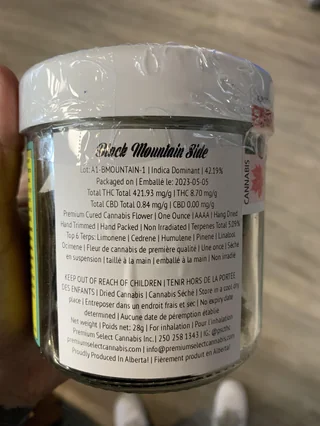 Black Mountain Side
Lot: A1-BMOUNTAIN-1 | Indica Dominant | 42.19%
Packaged on | Emballé le: 2023-05-05
Total THC Total 421.93 mg/g | THC 8.70 mg/g
Total CBD Total 0.84 mg/g | CBD 0.00 mg/g
Premium Cured Cannabis Flower | One Ounce | AAAA | Hang Dried
Hand Trimmed | Hand Packed | Non Irradiated | Terpenes Total 5.09%
Top 6 Terps: Limonene | Cedrene | Humulene | Pinene | Linalool
Ocimene | Fleur de cannabis de première qualité | Une once | Séché
en suspension | taillé à la main | emballé à la main | Non irradié
KEEP OUT OF REACH OF CHILDREN | TENIR HORS DE LA PORTÉE
DES ENFANTS | Dried Cannabis | Cannabis Séché | Store in a cool dry
place | Entreposer dans un endroit frais et sec | No expiry date
determined | Aucune date de péremption établie
Net weight | Poids net: 28g | For inhalation | Pour l'inhalation
Premium Select Cannabis Inc. | 250 258 1343 | IG:
premiumselectcannabis.com | info@premiumselectcannabis.com
Proudly Produced In Alberta! | Fièrement produit en Alberta!
CANNABIS